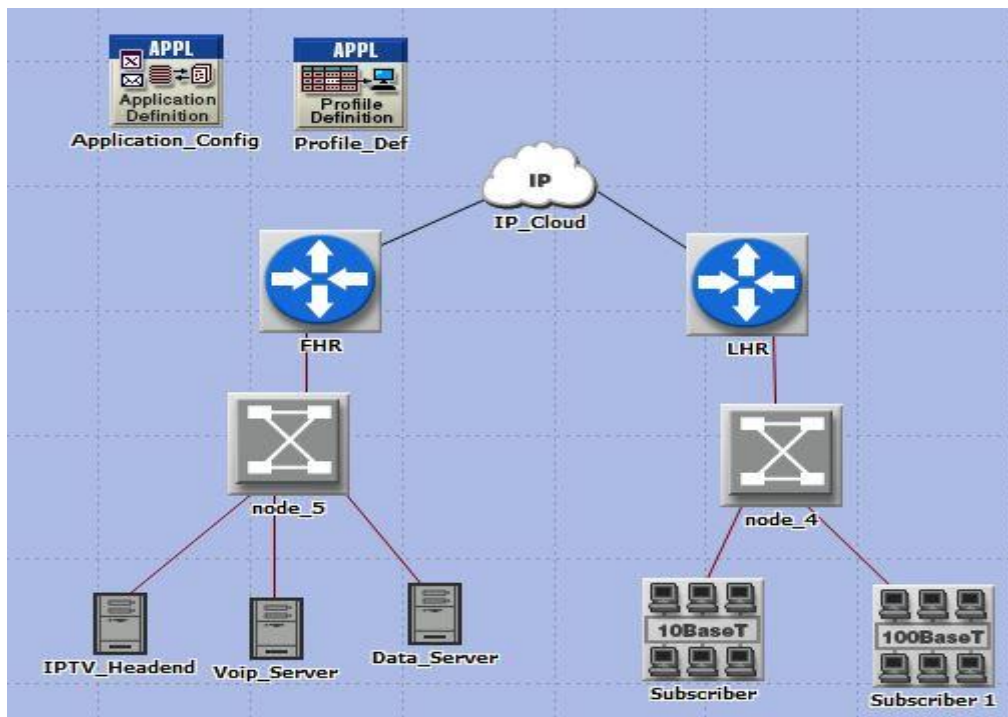 APPL
Application
Definition
Application_Config
APPL
Profiile
Definition
Profile_Def
IP
IP_Cloud
FHR
LHR
node_5
node_4
IPTV_Headend
Voip_Server
Data_Server
10BaseT
Subscriber
100BaseT
Subscriber 1